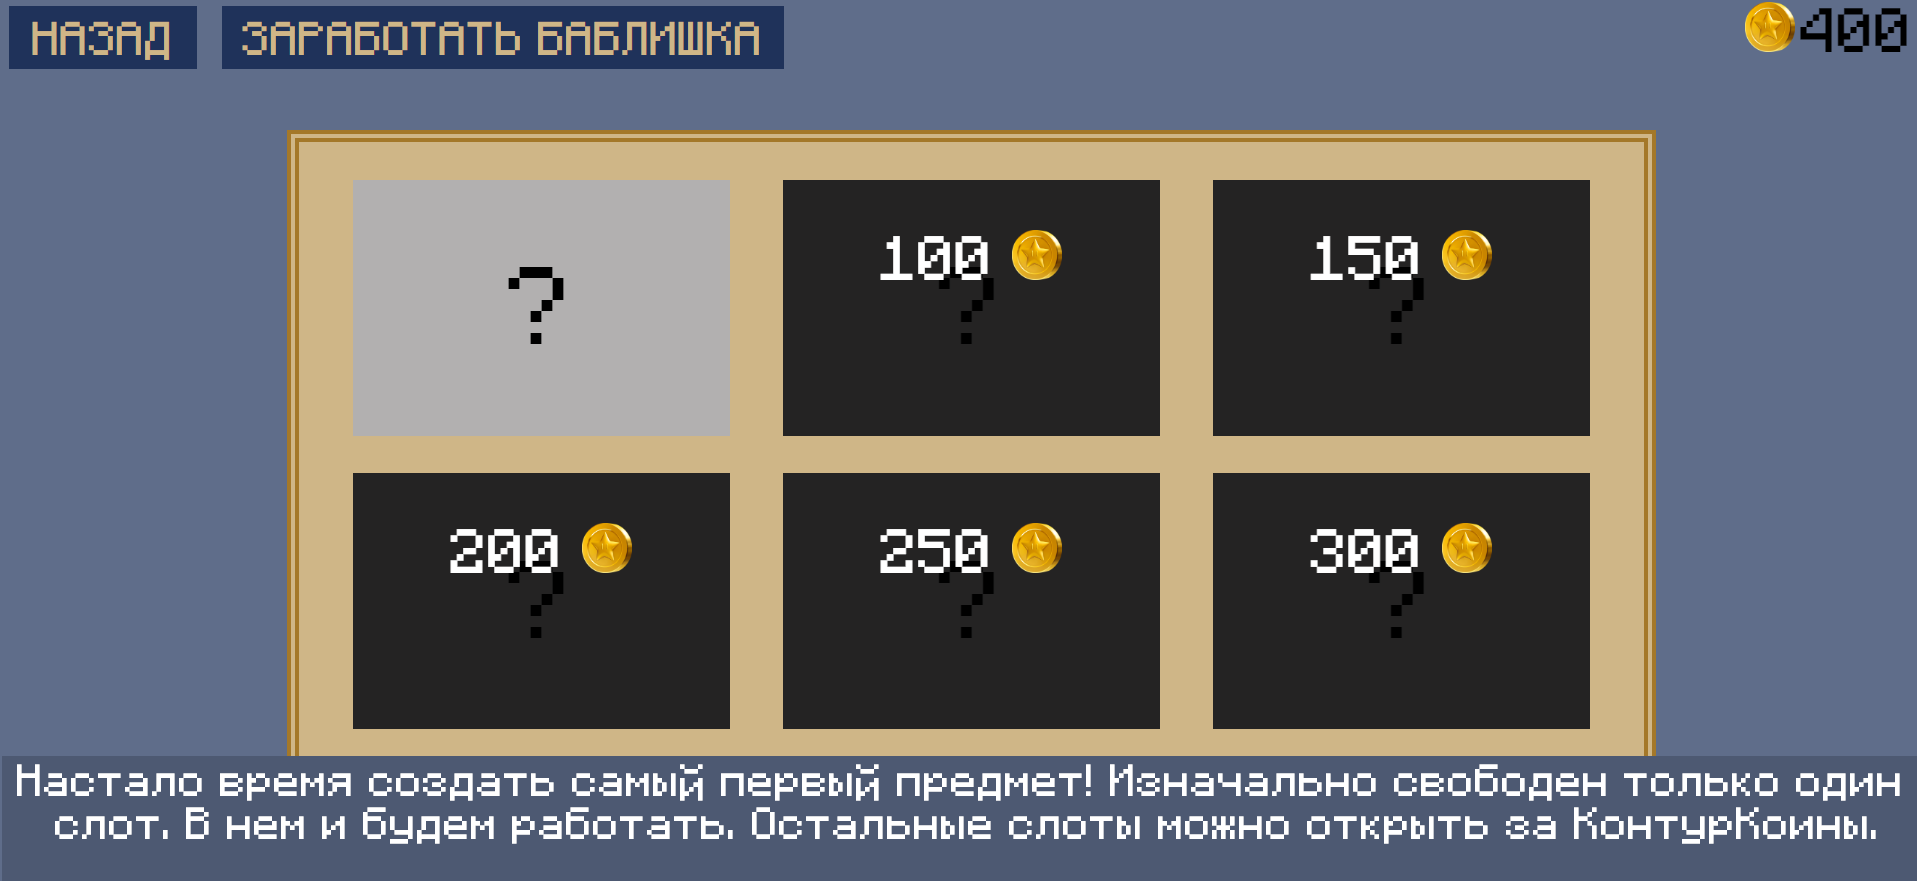 НАЗАД ЗАРАБОТАТЬ БАБЛИШКА 400
?
100 ?
150 ?
200 ?
250 ?
300 ?
Настало время создать самый первый предмет! Изначально свободен только один
слот. В нем и будем работать. Остальные слоты можно открыть за КонтурКоины.